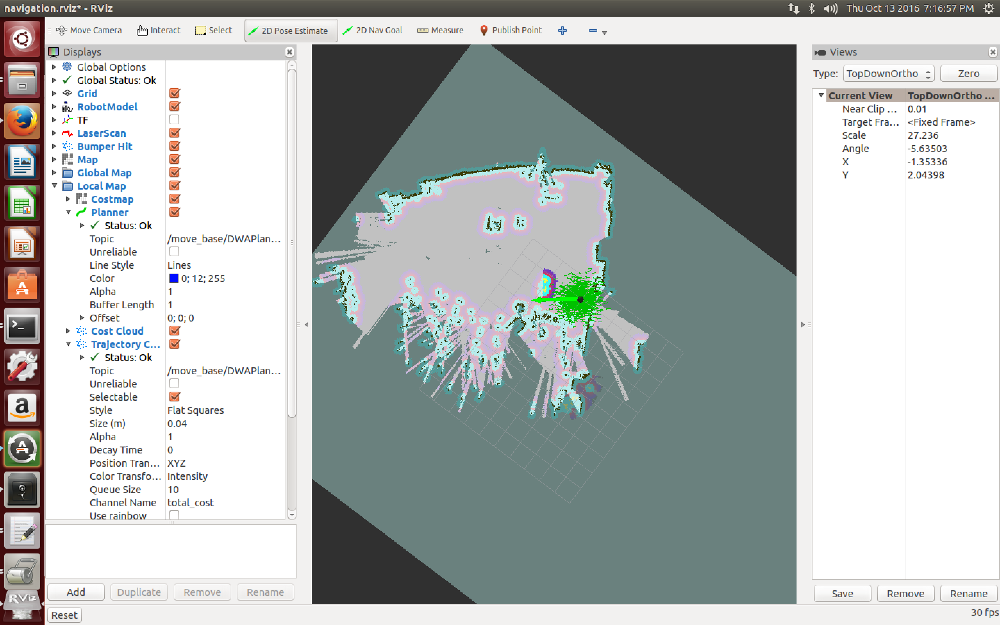 navigation.rviz* - RViz
Thu Oct 13 2016 7:16:57 PM
Move Camera
Interact
Select
2D Pose Estimate
2D Nav Goal
Measure
Publish Point
Displays
Global Options
Global Status: Ok
Grid
RobotModel
TF
LaserScan
Bumper Hit
Map
Global Map
Local Map
Costmap
Planner
Status: Ok
Topic /move_base/DWAPlan...
Unreliable
Line Style Lines
Color 0; 12; 255
Alpha 1
Buffer Length 1
Offset 0; 0; 0
Cost Cloud
Trajectory C...
Status: Ok
Topic /move_base/DWAPlan...
Unreliable
Selectable
Style Flat Squares
Size (m) 0.04
Alpha 1
Decay Time 0
Position Tran... XYZ
Color Transfo... Intensity
Queue Size 10
Channel Name total_cost
Use rainbow
Add
Duplicate
Remove
Rename
Reset
RViz
Views
Type: TopDownOrtho
Zero
Current View TopDownOrtho ...
Near Clip ... 0.01
Target Fra... <Fixed Frame>
Scale 27.236
Angle -5.63503
X -1.35336
Y 2.04398
Save
Remove
Rename
30 fps